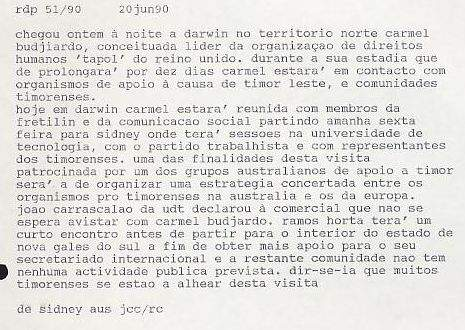 rdp 51/90     20jun90
chegou ontem à noite a darwin no territorio norte carmel
budjiardo, conceituada lider da organizaçao de direitos
humanos 'tapol' do reino unido. durante a sua estadia que
de prolongara' por dez dias carmel estara' em contacto com
organismos de apoio à causa de timor leste, e comunidades
timorenses.
hoje em darwin carmel estara' reunida com membros da
fretilin e da comunicacao social partindo amanha sexta
feira para sidney onde tera' sessoes na universidade de
tecnologia, com o partido trabalhista e com representantes
dos timorenses. uma das finalidades desta visita
patrocinada por um dos grupos australianos de apoio a timor
sera' a de organizar uma estrategia concertada entre os
organismos pro timorenses na australia e os da europa.
joao carrascalao da udt declarou à comercial que nao se
espera avistar com carmel budjardo. ramos horta tera' um
curto encontro antes de partir para o interior do estado de
nova gales do sul a fim de obter mais apoio para o seu
secretariado internacional e a restante comunidade nao tem
nenhuma actividade publica prevista. dir-se-ia que muitos
timorenses se estao a alhear desta visita
de sidney aus jcc/rc